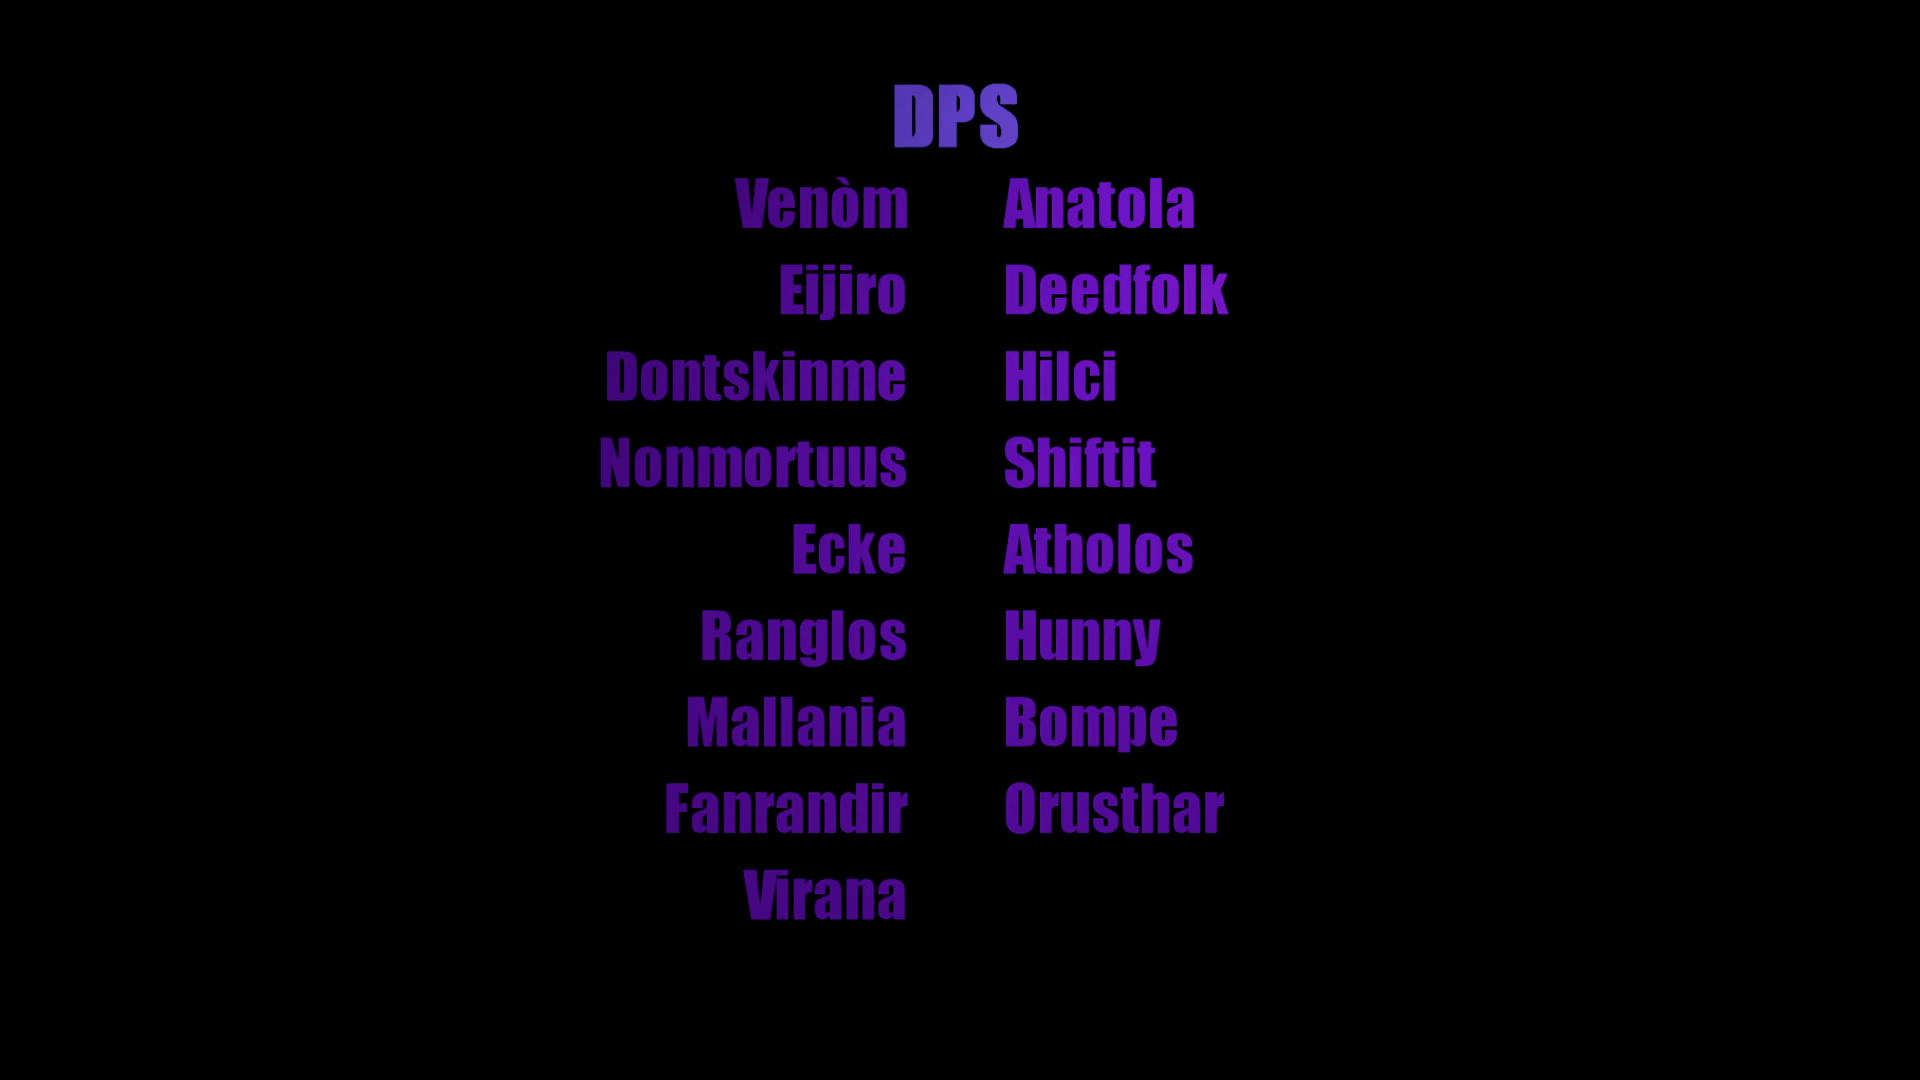 DPS
Venòm Anatola
Eijiro Deedfolk
Dontskinme Hilci
Nonmortuus Shiftit
Ecke Atholos
Ranglos Hunny
Mallania Bompe
Fanrandir Orusthar
Virana